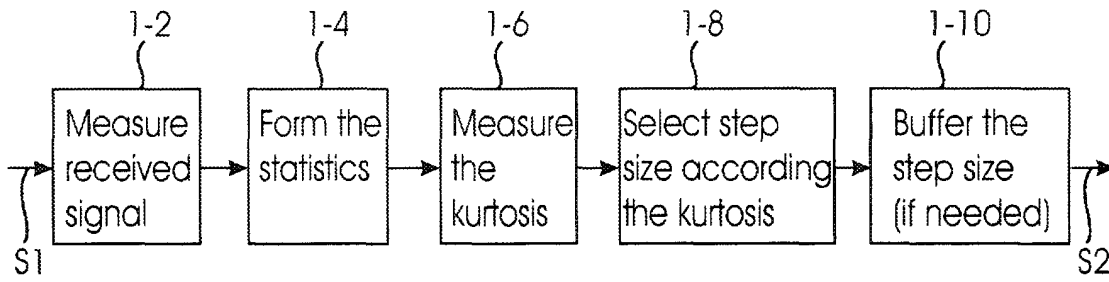 1-2
1-4
1-6
1-8
1-10
Measure
received
signal
Form the
statistics
Measure
the
kurtosis
Select step
size according
the kurtosis
Buffer the
step size
(if needed)
S1
S2